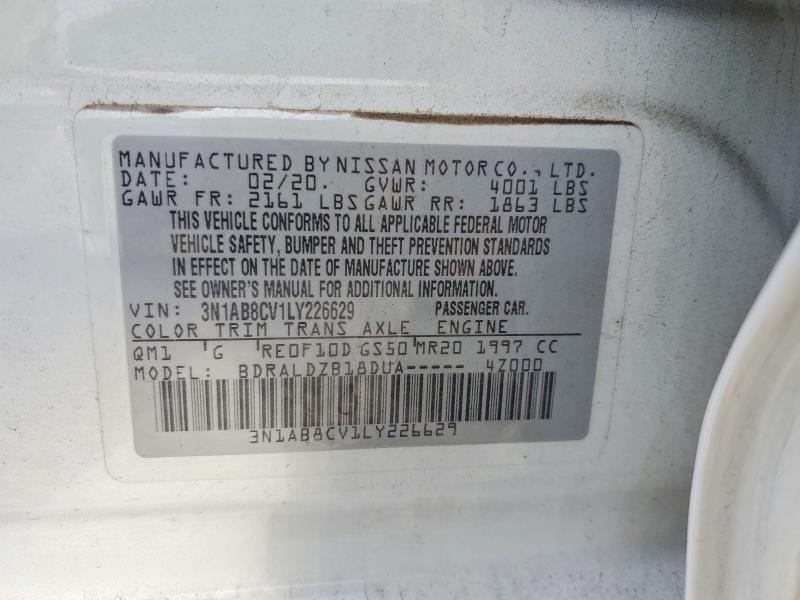 MANUFACTURED BY NISSAN MOTOR CO., LTD.
DATE: 02/20. GVWR: 4001 LBS
GAWR FR: 2161 LBS GAWR RR: 1863 LBS
THIS VEHICLE CONFORMS TO ALL APPLICABLE FEDERAL MOTOR
VEHICLE SAFETY, BUMPER AND THEFT PREVENTION STANDARDS
IN EFFECT ON THE DATE OF MANUFACTURE SHOWN ABOVE.
SEE OWNER'S MANUAL FOR ADDITIONAL INFORMATION.
VIN: 3N1AB8CV1LY226629 PASSENGER CAR.
COLOR TRIM TRANS AXLE ENGINE
QM1 G RE0F10D GS50 MR20 1997 CC
MODEL: BDRALDZB18DUA----- 4Z000
3N1AB8CV1LY226629